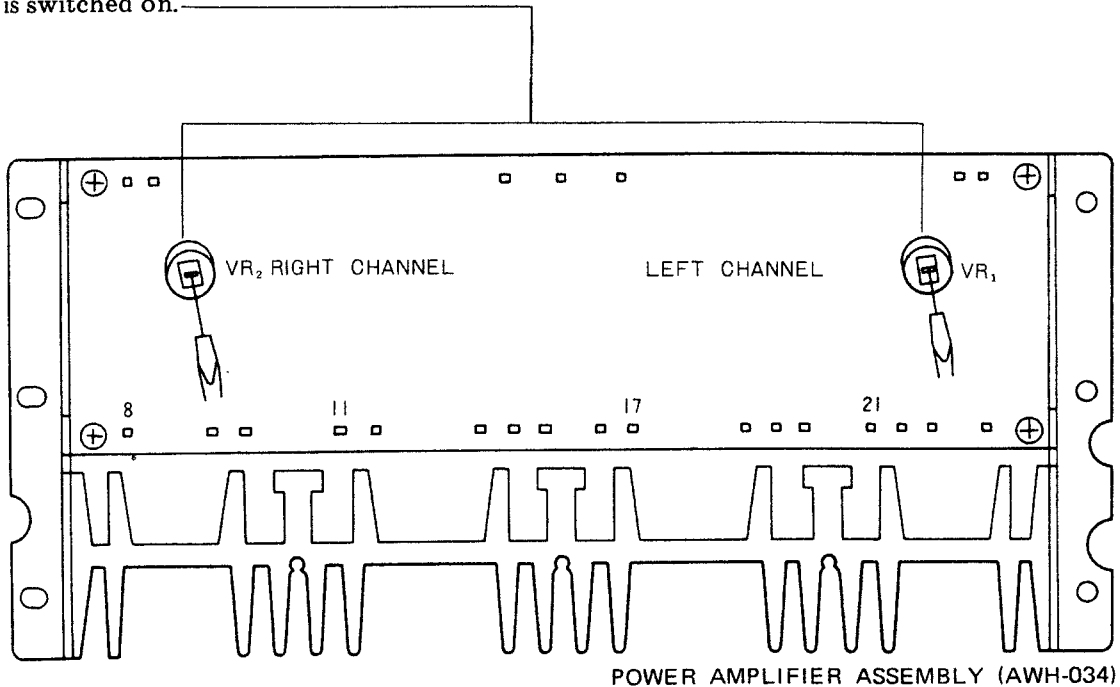 is switched on.
VR₂ RIGHT CHANNEL LEFT CHANNEL VR₁
8 11 17 21
POWER AMPLIFIER ASSEMBLY (AWH-034)